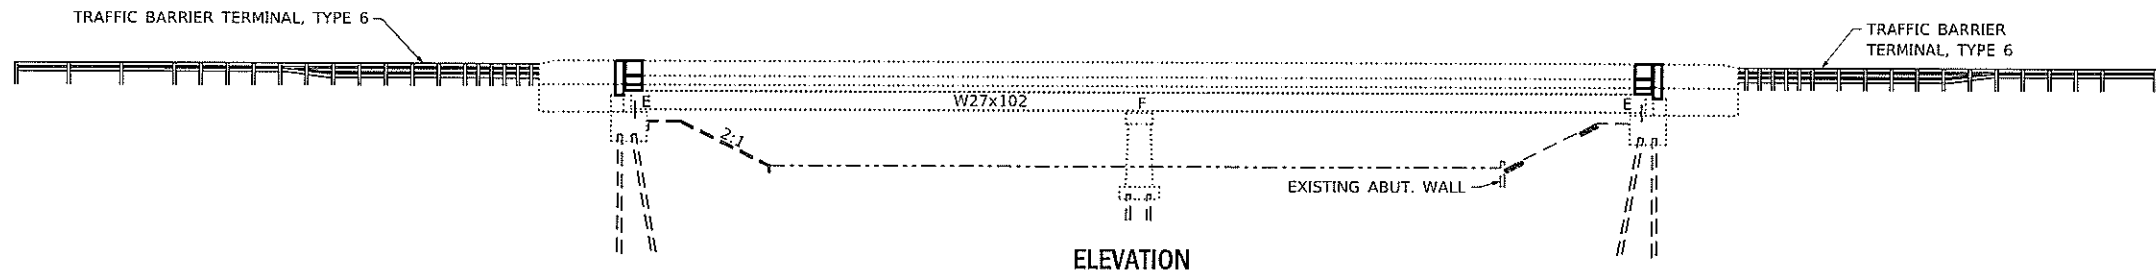 TRAFFIC BARRIER TERMINAL, TYPE 6
TRAFFIC BARRIER
TERMINAL, TYPE 6
E
W27x102
F
E
2:1
EXISTING ABUT. WALL
ELEVATION